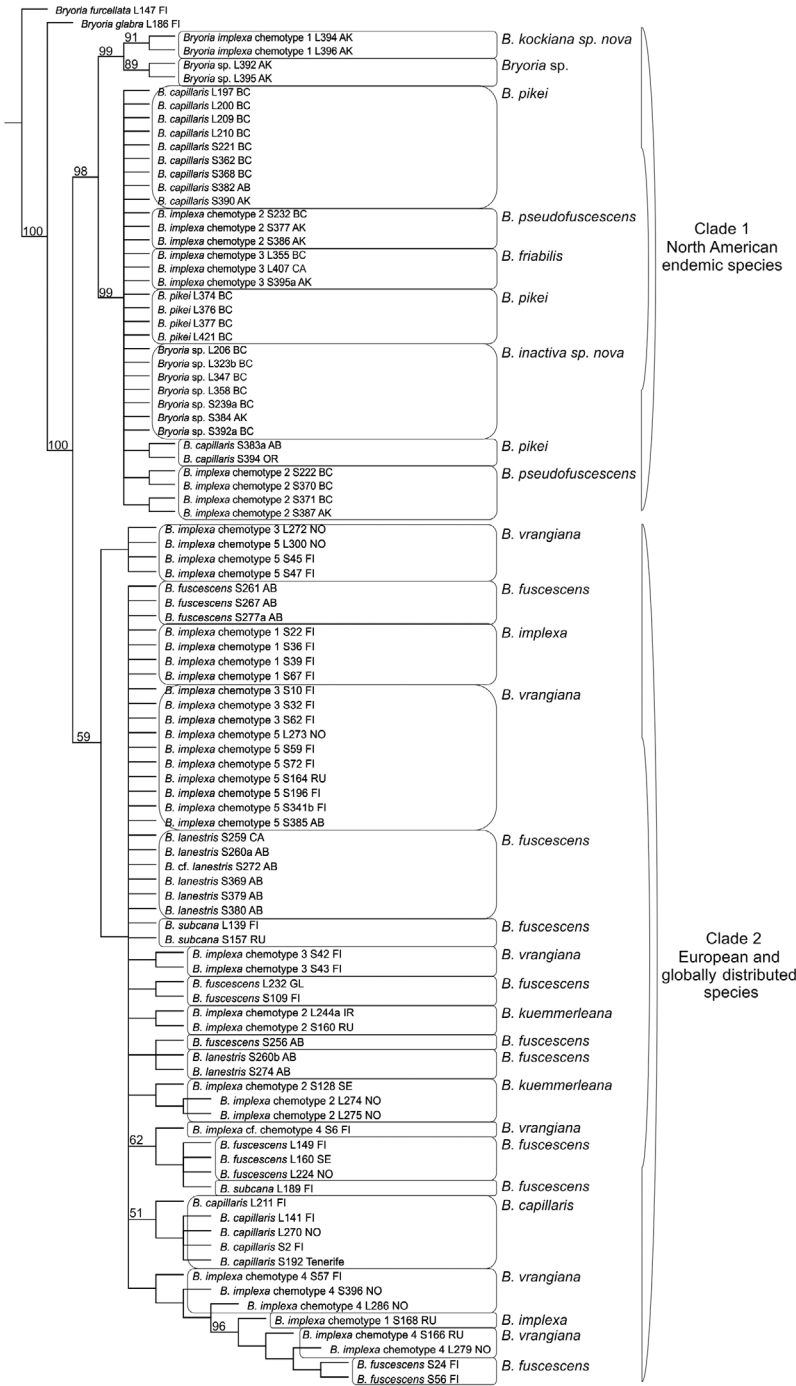 Bryoria furcellata L147 FI
Bryoria glabra L186 FI
91
Bryoria implexa chemotype 1 L394 AK
B. kockiana sp. nova
99
Bryoria implexa chemotype 1 L396 AK
89
Bryoria sp. L392 AK
Bryoria sp.
Bryoria sp. L395 AK
B. capillaris L197 BC
B. pikei
B. capillaris L200 BC
B. capillaris L209 BC
B. capillaris L210 BC
B. capillaris S221 BC
B. capillaris S362 BC
98
B. capillaris S368 BC
B. capillaris S382 AB
B. capillaris S390 AK
B. implexa chemotype 2 S232 BC
B. pseudofuscescens
B. implexa chemotype 2 S377 AK
100
B. implexa chemotype 2 S386 AK
Clade 1
North American
endemic species
B. implexa chemotype 3 L355 BC
B. friabilis
B. implexa chemotype 3 L407 CA
B. implexa chemotype 3 S395a AK
99
B. pikei L374 BC
B. pikei
B. pikei L376 BC
B. pikei L377 BC
B. pikei L421 BC
Bryoria sp. L206 BC
B. inactiva sp. nova
Bryoria sp. L323b BC
Bryoria sp. L347 BC
Bryoria sp. L358 BC
Bryoria sp. S239a BC
Bryoria sp. S384 AK
Bryoria sp. S392a BC
100
B. capillaris S383a AB
B. pikei
B. capillaris S394 OR
B. implexa chemotype 2 S222 BC
B. pseudofuscescens
B. implexa chemotype 2 S370 BC
B. implexa chemotype 2 S371 BC
B. implexa chemotype 2 S387 AK
B. implexa chemotype 3 L272 NO
B. vrangiana
B. implexa chemotype 5 L300 NO
B. implexa chemotype 5 S45 FI
B. implexa chemotype 5 S47 FI
B. fuscescens S261 AB
B. fuscescens
B. fuscescens S267 AB
B. fuscescens S277a AB
B. implexa chemotype 1 S22 FI
B. implexa
B. implexa chemotype 1 S36 FI
B. implexa chemotype 1 S39 FI
B. implexa chemotype 1 S67 FI
B. implexa chemotype 3 S10 FI
B. vrangiana
B. implexa chemotype 3 S32 FI
B. implexa chemotype 3 S62 FI
59
B. implexa chemotype 5 L273 NO
B. implexa chemotype 5 S59 FI
B. implexa chemotype 5 S72 FI
B. implexa chemotype 5 S164 RU
B. implexa chemotype 5 S196 FI
B. implexa chemotype 5 S341b FI
B. implexa chemotype 5 S385 AB
B. lanestris S259 CA
B. fuscescens
B. lanestris S260a AB
B. cf. lanestris S272 AB
B. lanestris S369 AB
B. lanestris S379 AB
B. lanestris S380 AB
B. subcana L139 FI
B. fuscescens
B. subcana S157 RU
Clade 2
European and
globally distributed
species
B. implexa chemotype 3 S42 FI
B. vrangiana
B. implexa chemotype 3 S43 FI
B. fuscescens L232 GL
B. fuscescens
B. fuscescens S109 FI
B. implexa chemotype 2 L244a IR
B. kuemmerleana
B. implexa chemotype 2 S160 RU
B. fuscescens S256 AB
B. fuscescens
B. lanestris S260b AB
B. fuscescens
B. lanestris S274 AB
B. implexa chemotype 2 S128 SE
B. kuemmerleana
B. implexa chemotype 2 L274 NO
B. implexa chemotype 2 L275 NO
B. implexa cf. chemotype 4 S6 FI
B. vrangiana
62
B. fuscescens L149 FI
B. fuscescens
B. fuscescens L160 SE
B. fuscescens L224 NO
B. subcana L189 FI
B. fuscescens
B. capillaris L211 FI
B. capillaris
51
B. capillaris L141 FI
B. capillaris L270 NO
B. capillaris S2 FI
B. capillaris S192 Tenerife
B. implexa chemotype 4 S57 FI
B. vrangiana
B. implexa chemotype 4 S396 NO
B. implexa chemotype 4 L286 NO
96
B. implexa chemotype 1 S168 RU
B. implexa
B. implexa chemotype 4 S166 RU
B. vrangiana
B. implexa chemotype 4 L279 NO
B. fuscescens S24 FI
B. fuscescens
B. fuscescens S56 FI